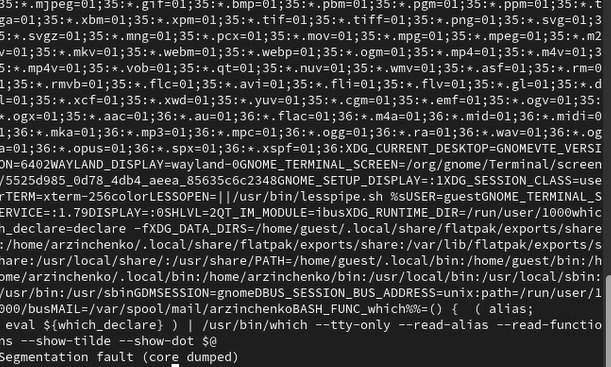 35:*.mjpeg=01;35:*.gif=01;35:*.bmp=01;35:*.pbm=01;35:*.pgm=01;35:*.ppm=01;35:*.t
ga=01;35:*.xbm=01;35:*.xpm=01;35:*.tif=01;35:*.tiff=01;35:*.png=01;35:*.svg=01;3
5:*.svgz=01;35:*.mng=01;35:*.pcx=01;35:*.mov=01;35:*.mpg=01;35:*.mpeg=01;35:*.m2
v=01;35:*.mkv=01;35:*.webm=01;35:*.webp=01;35:*.ogm=01;35:*.mp4=01;35:*.m4v=01;3
5:*.mp4v=01;35:*.vob=01;35:*.qt=01;35:*.nuv=01;35:*.wmv=01;35:*.asf=01;35:*.rm=0
1;35:*.rmvb=01;35:*.flc=01;35:*.avi=01;35:*.fli=01;35:*.flv=01;35:*.gl=01;35:*.d
l=01;35:*.xcf=01;35:*.xwd=01;35:*.yuv=01;35:*.cgm=01;35:*.emf=01;35:*.ogv=01;35:
*.ogx=01;35:*.aac=01;36:*.au=01;36:*.flac=01;36:*.m4a=01;36:*.mid=01;36:*.midi=0
1;36:*.mka=01;36:*.mp3=01;36:*.mpc=01;36:*.ogg=01;36:*.ra=01;36:*.wav=01;36:*.og
a=01;36:*.opus=01;36:*.spx=01;36:*.xspf=01;36:XDG_CURRENT_DESKTOP=GNOMEVTE_VERSI
ON=6402WAYLAND_DISPLAY=wayland-0GNOME_TERMINAL_SCREEN=/org/gnome/Terminal/screen
/5525d985_0d78_4db4_aeea_85635c6c2348GNOME_SETUP_DISPLAY=:1XDG_SESSION_CLASS=use
rTERM=xterm-256colorLESSOPEN=||/usr/bin/lesspipe.sh %sUSER=guestGNOME_TERMINAL_S
ERVICE=:1.79DISPLAY=:0SHLVL=2QT_IM_MODULE=ibusXDG_RUNTIME_DIR=/run/user/1000whic
h_declare=declare -fXDG_DATA_DIRS=/home/guest/.local/share/flatpak/exports/share
:/home/arzinchenko/.local/share/flatpak/exports/share:/var/lib/flatpak/exports/s
hare:/usr/local/share/:/usr/share/PATH=/home/guest/.local/bin:/home/guest/bin:/h
ome/arzinchenko/.local/bin:/home/arzinchenko/bin:/usr/local/bin:/usr/local/sbin:
/usr/bin:/usr/sbinGDMSESSION=gnomeDBUS_SESSION_BUS_ADDRESS=unix:path=/run/user/1
000/busMAIL=/var/spool/mail/arzinchenkoBASH_FUNC_which%%=() {  ( alias;
 eval ${which_declare} ) | /usr/bin/which --tty-only --read-alias --read-functio
ns --show-tilde --show-dot $@
Segmentation fault (core dumped)